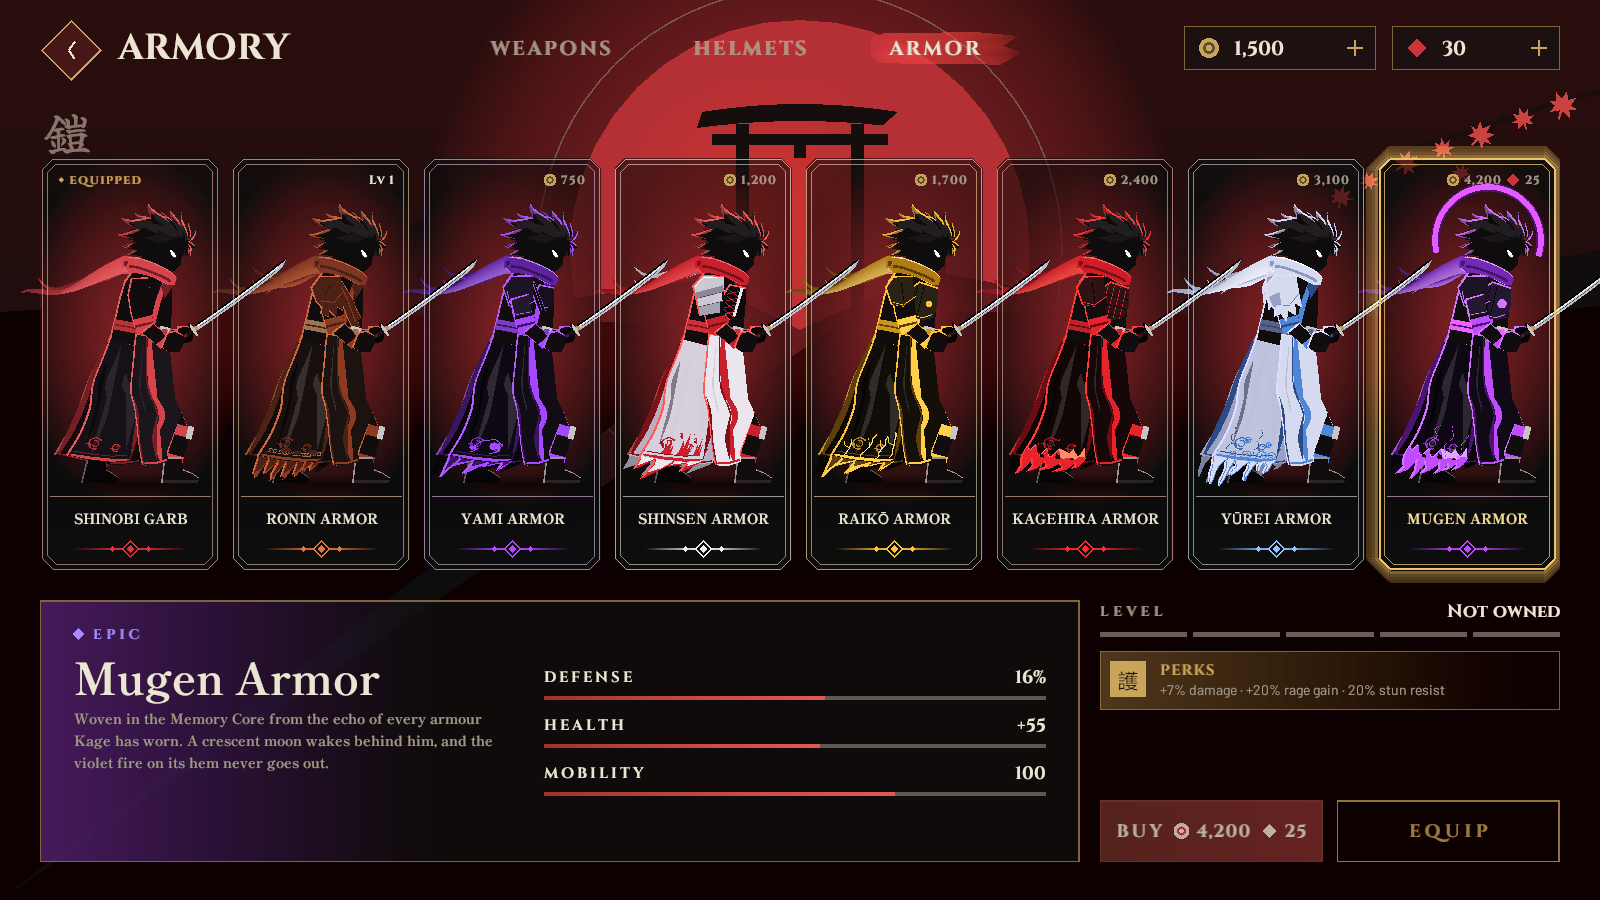 ARMORY
WEAPONS
HELMETS
ARMOR
1,500
30
鎧
EQUIPPED
Lv 1
750
1,200
1,700
2,400
3,100
4,200 25
SHINOBI GARB
RONIN ARMOR
YAMI ARMOR
SHINSEN ARMOR
RAIKŌ ARMOR
KAGEHIRA ARMOR
YŪREI ARMOR
MUGEN ARMOR
EPIC
Mugen Armor
Woven in the Memory Core from the echo of every armour
Kage has worn. A crescent moon wakes behind him, and the
violet fire on its hem never goes out.
DEFENSE 16%
HEALTH +55
MOBILITY 100
LEVEL NOT OWNED
護
PERKS
+7% damage · +20% rage gain · 20% stun resist
BUY 4,200 25
EQUIP